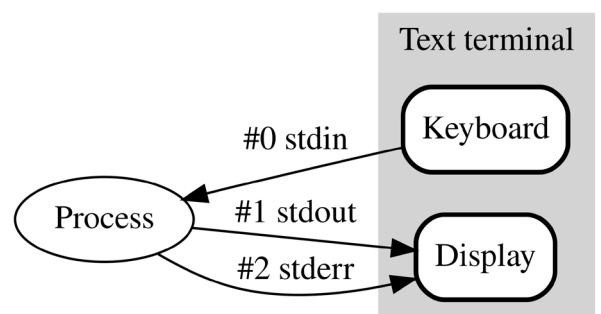 Text terminal
Keyboard
#0 stdin
Process
#1 stdout
#2 stderr
Display